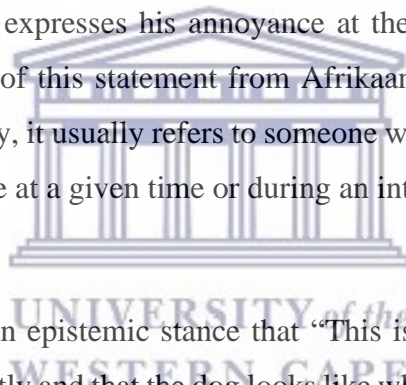 expresses his annoyance at the
of this statement from Afrikaan
y, it usually refers to someone w
e at a given time or during an int
UNIVERSITY of the
n epistemic stance that “This is
WESTERN CAPE
tly and that the dog looks like wh